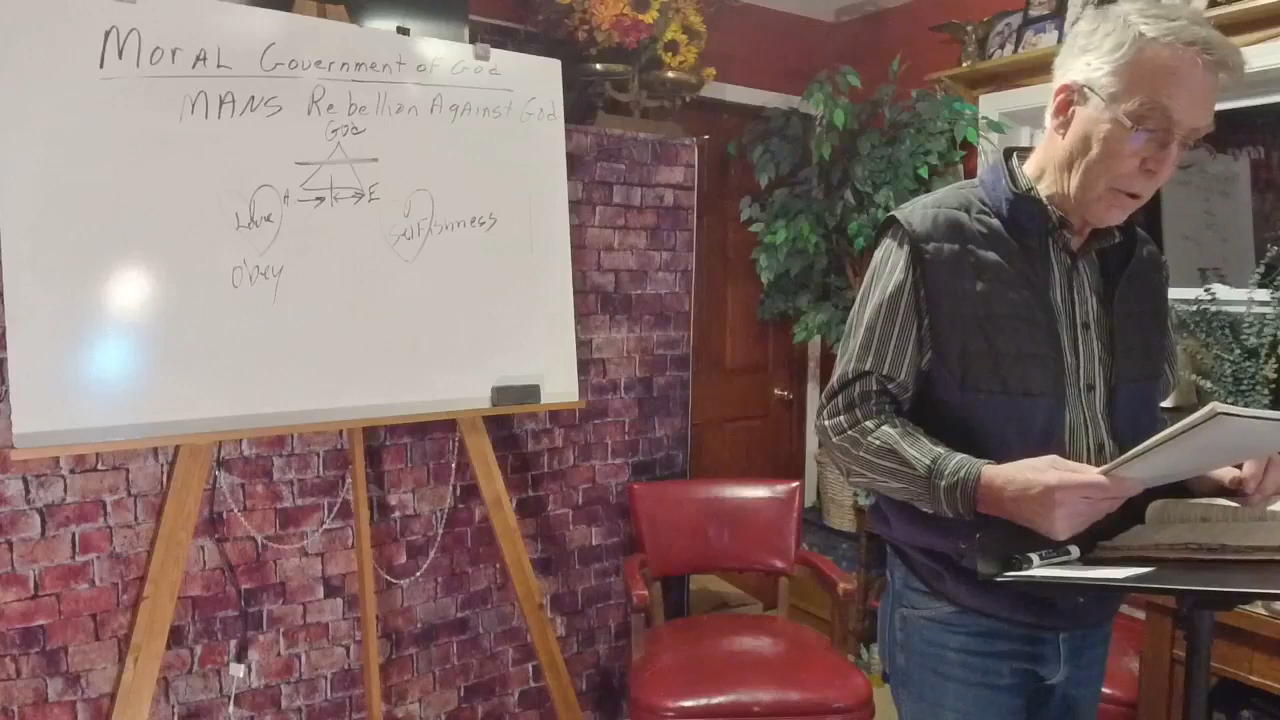 Moral Government of God
MANS Rebellion Against God
God
A E
Love Selfishness
Obey